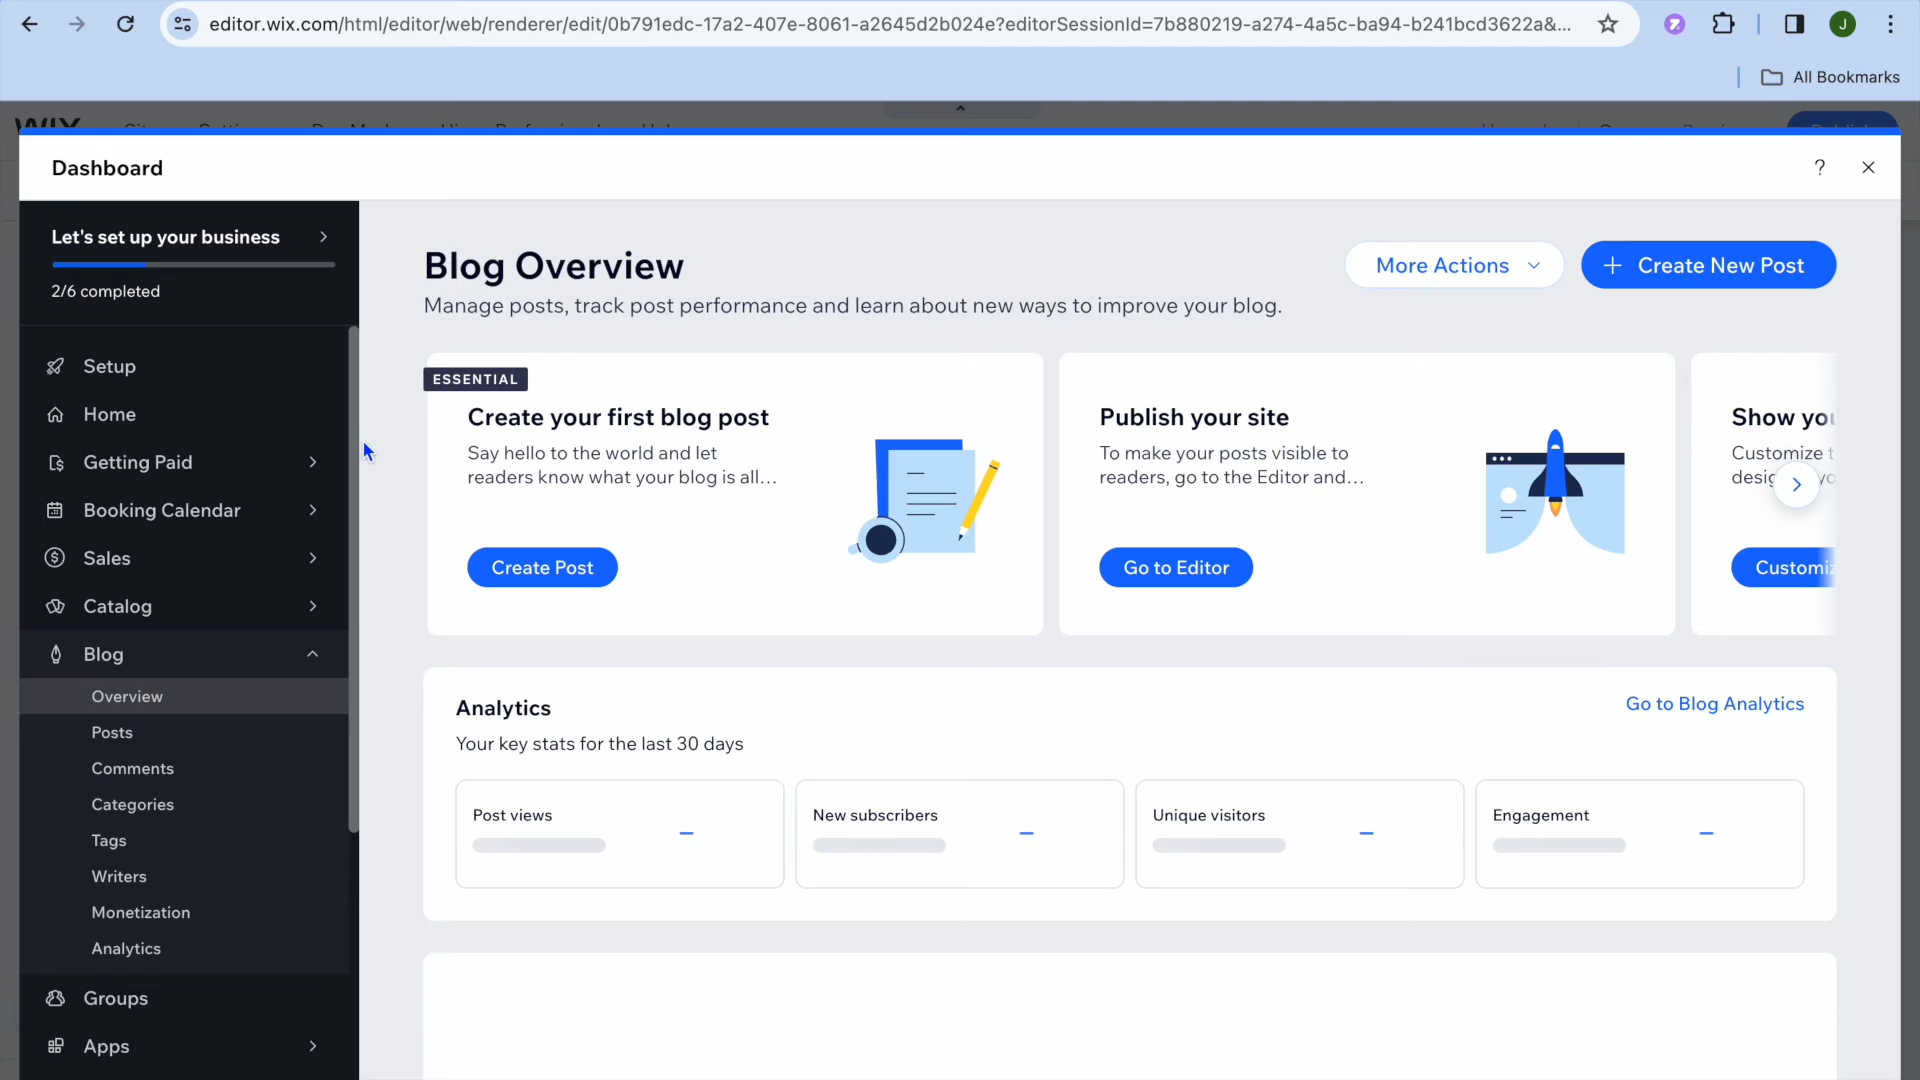 editor.wix.com/html/editor/web/renderer/edit/0b791edc-17a2-407e-8061-a2645d2b024e?editorSessionId=7b880219-a274-4a5c-ba94-b241bcd3622a&...
J
All Bookmarks
WIX
Dashboard
?
Let's set up your business
2/6 completed
Setup
Home
Getting Paid
Booking Calendar
Sales
Catalog
Blog
Overview
Posts
Comments
Categories
Tags
Writers
Monetization
Analytics
Groups
Apps
Blog Overview
Manage posts, track post performance and learn about new ways to improve your blog.
More Actions
+ Create New Post
ESSENTIAL
Create your first blog post
Say hello to the world and let
readers know what your blog is all...
Create Post
Publish your site
To make your posts visible to
readers, go to the Editor and...
Go to Editor
Show you
Customize t
Customiz
Analytics
Go to Blog Analytics
Your key stats for the last 30 days
Post views
New subscribers
Unique visitors
Engagement